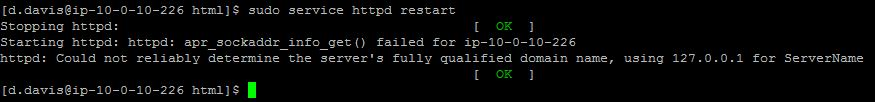 [d.davis@ip-10-0-10-226 html]$ sudo service httpd restart
Stopping httpd: [ OK ]
Starting httpd: httpd: apr_sockaddr_info_get() failed for ip-10-0-10-226
httpd: Could not reliably determine the server's fully qualified domain name, using 127.0.0.1 for ServerName
[ OK ]
[d.davis@ip-10-0-10-226 html]$